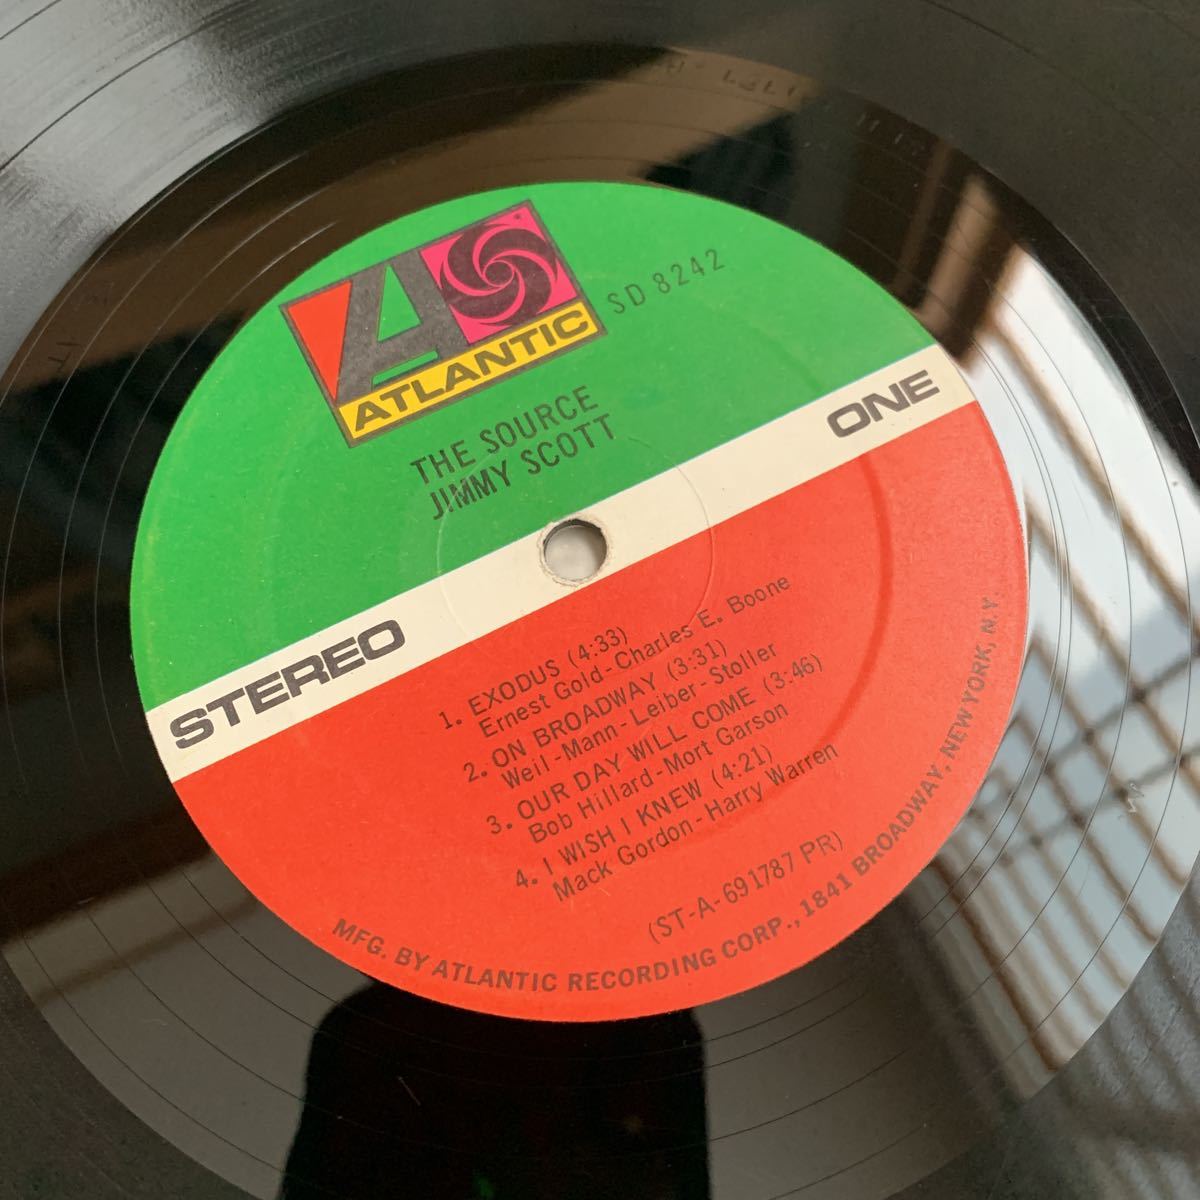 ATLANTIC
SD 8242
THE SOURCE
JIMMY SCOTT
STEREO
ONE
1. EXODUS (4:33)
Ernest Gold-Charles E. Boone
2. ON BROADWAY (3:31)
Weil-Mann-Leiber-Stoller
3. OUR DAY WILL COME (3:46)
Bob Hillard-Mort Garson
4. I WISH I KNEW (4:21)
Mack Gordon-Harry Warren
(ST-A-691787 PR)
MFG. BY ATLANTIC RECORDING CORP., 1841 BROADWAY, NEW YORK, N.Y.